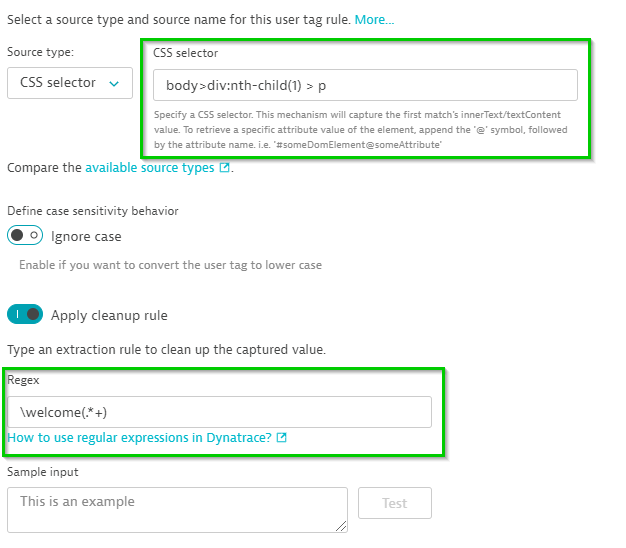 Select a source type and source name for this user tag rule. More...
Source type:
CSS selector
CSS selector
body>div:nth-child(1) > p
Specify a CSS selector. This mechanism will capture the first match's innerText/textContent
value. To retrieve a specific attribute value of the element, append the '@' symbol, followed
by the attribute name. i.e. '#someDomElement@someAttribute'
Compare the available source types.
Define case sensitivity behavior
Ignore case
Enable if you want to convert the user tag to lower case
Apply cleanup rule
Type an extraction rule to clean up the captured value.
Regex
\welcome(.*+)
How to use regular expressions in Dynatrace?
Sample input
This is an example
Test